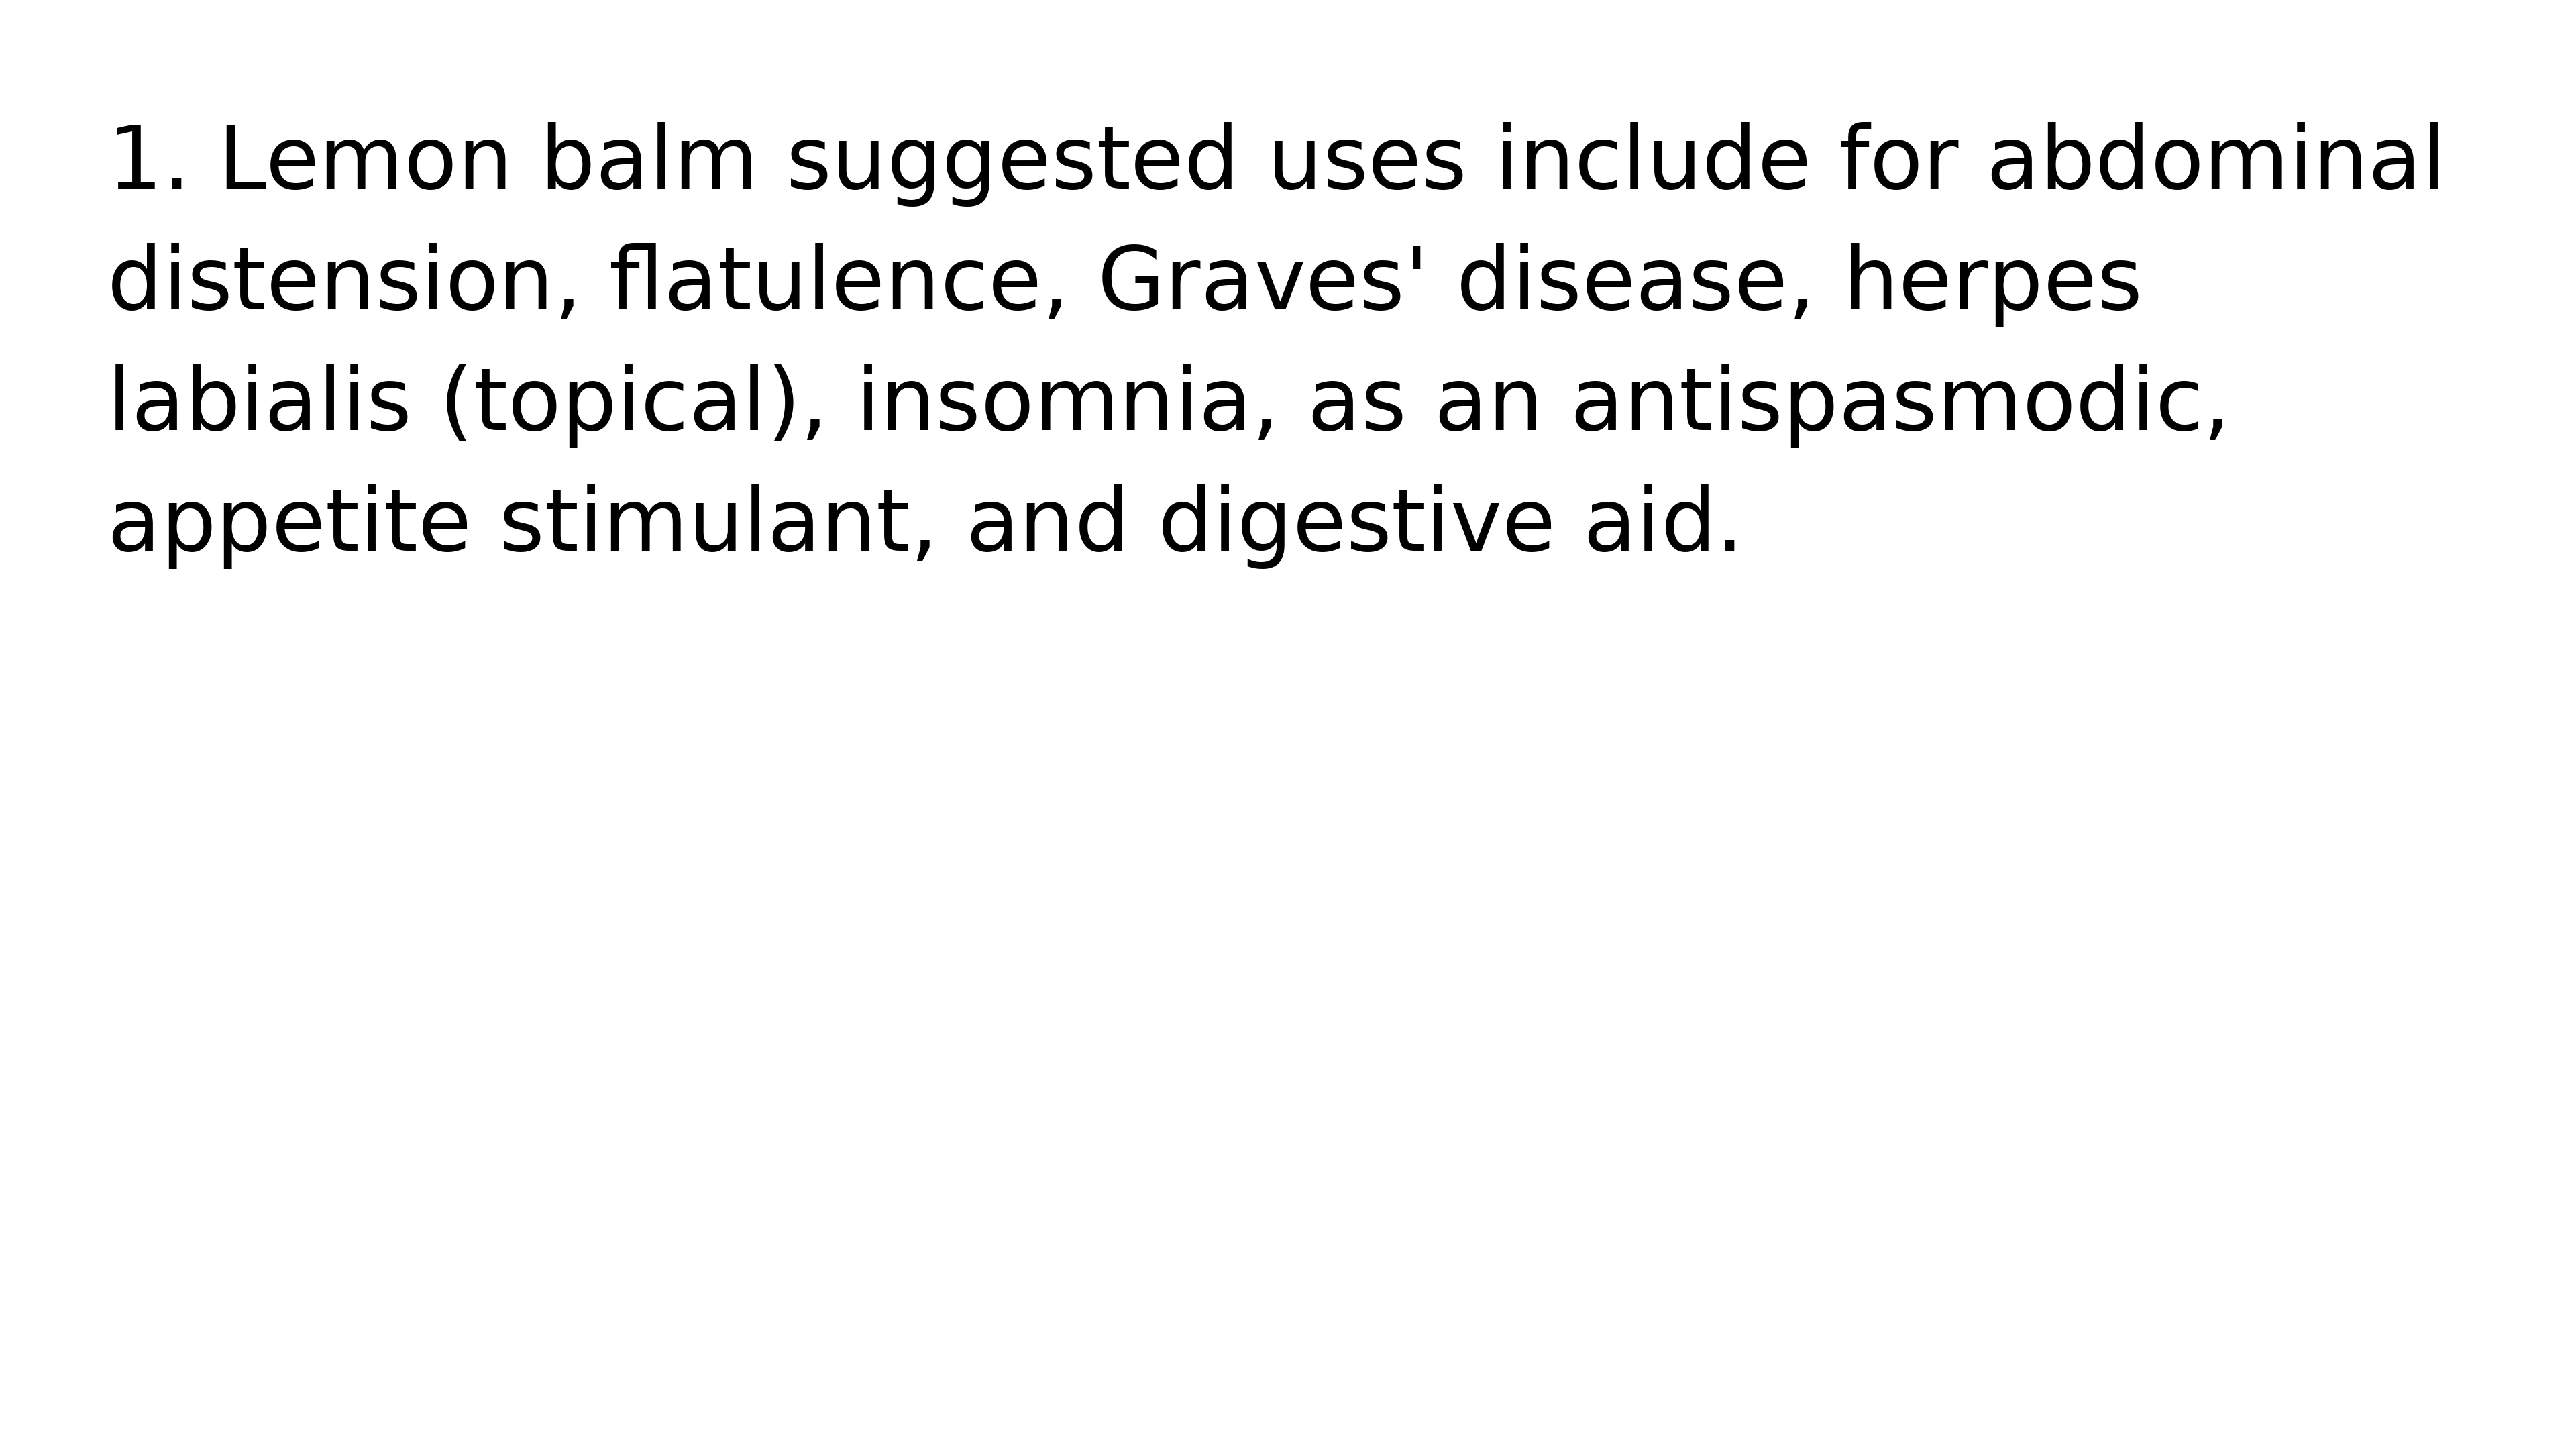 1. Lemon balm suggested uses include for abdominal
distension, flatulence, Graves' disease, herpes
labialis (topical), insomnia, as an antispasmodic,
appetite stimulant, and digestive aid.